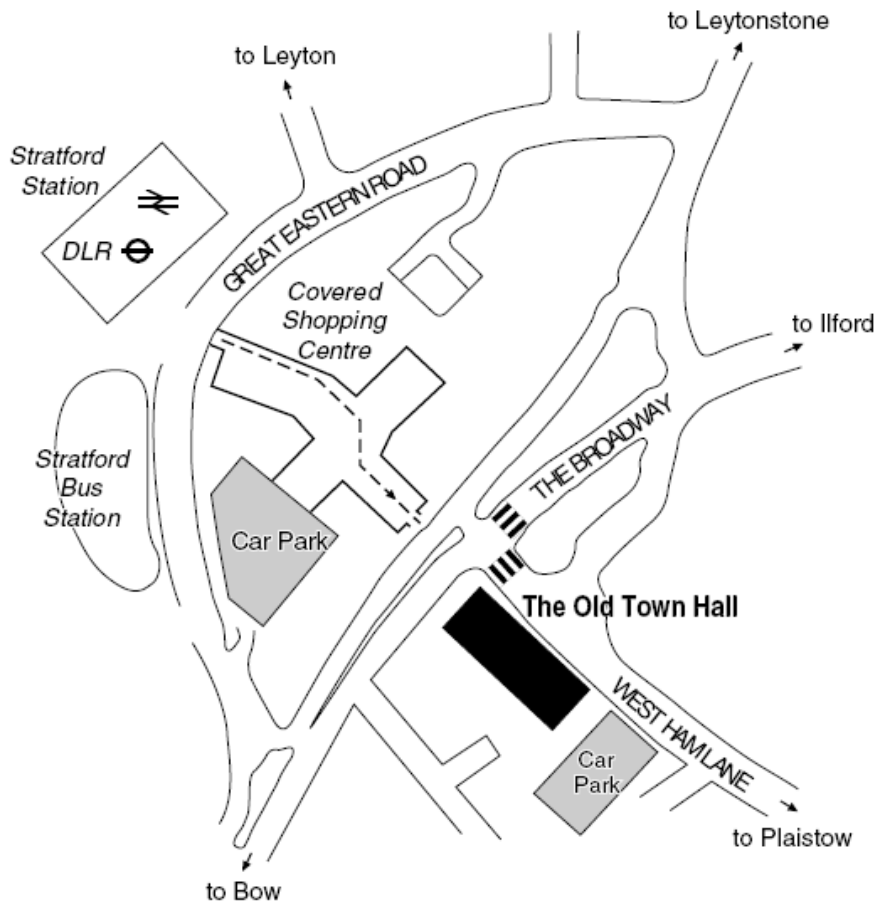 to Leytonstone
to Leyton
Stratford
Station
DLR
GREAT EASTERN ROAD
Covered
Shopping
Centre
to Ilford
THE BROADWAY
Stratford
Bus
Station
Car Park
The Old Town Hall
WEST HAM LANE
Car
Park
to Plaistow
to Bow